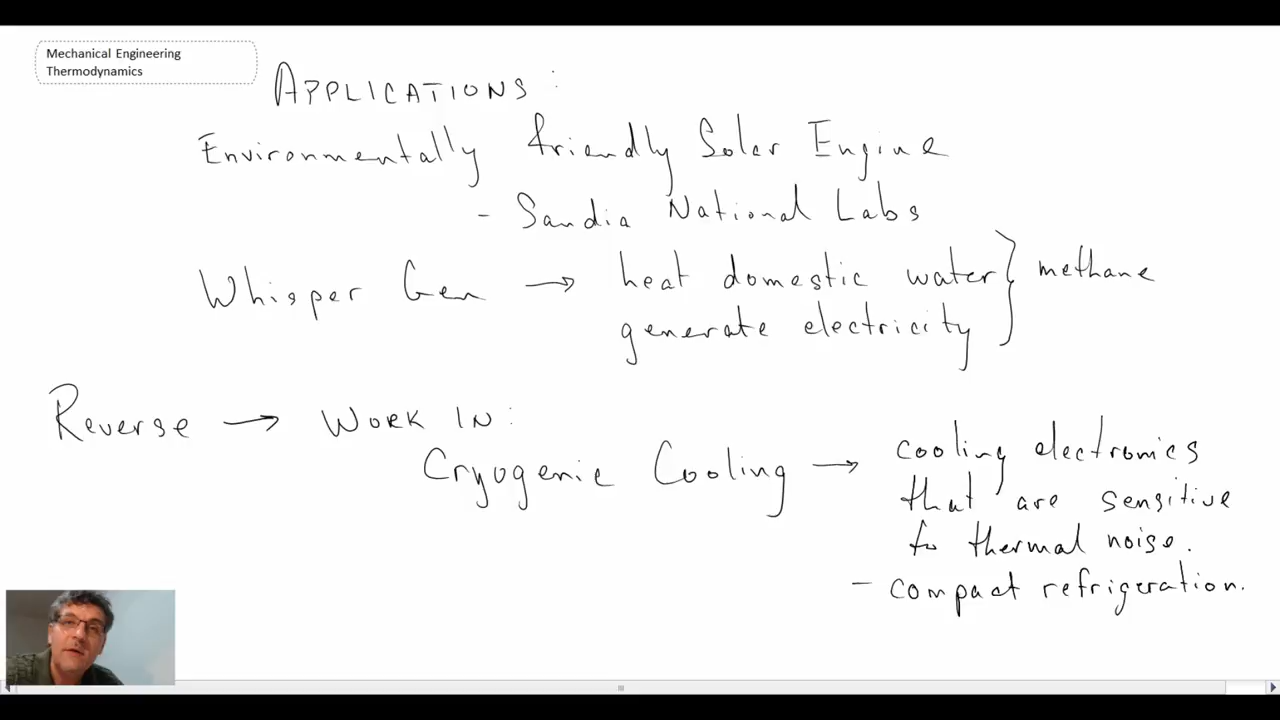 Mechanical Engineering
Thermodynamics
APPLICATIONS:
Environmentally friendly Solar Engine
- Sandia National Labs
Whisper Gen → heat domestic water } methane
generate electricity
Reverse → WORK IN:
Cryogenic Cooling → cooling electronics
that are sensitive
to thermal noise.
- compact refrigeration.